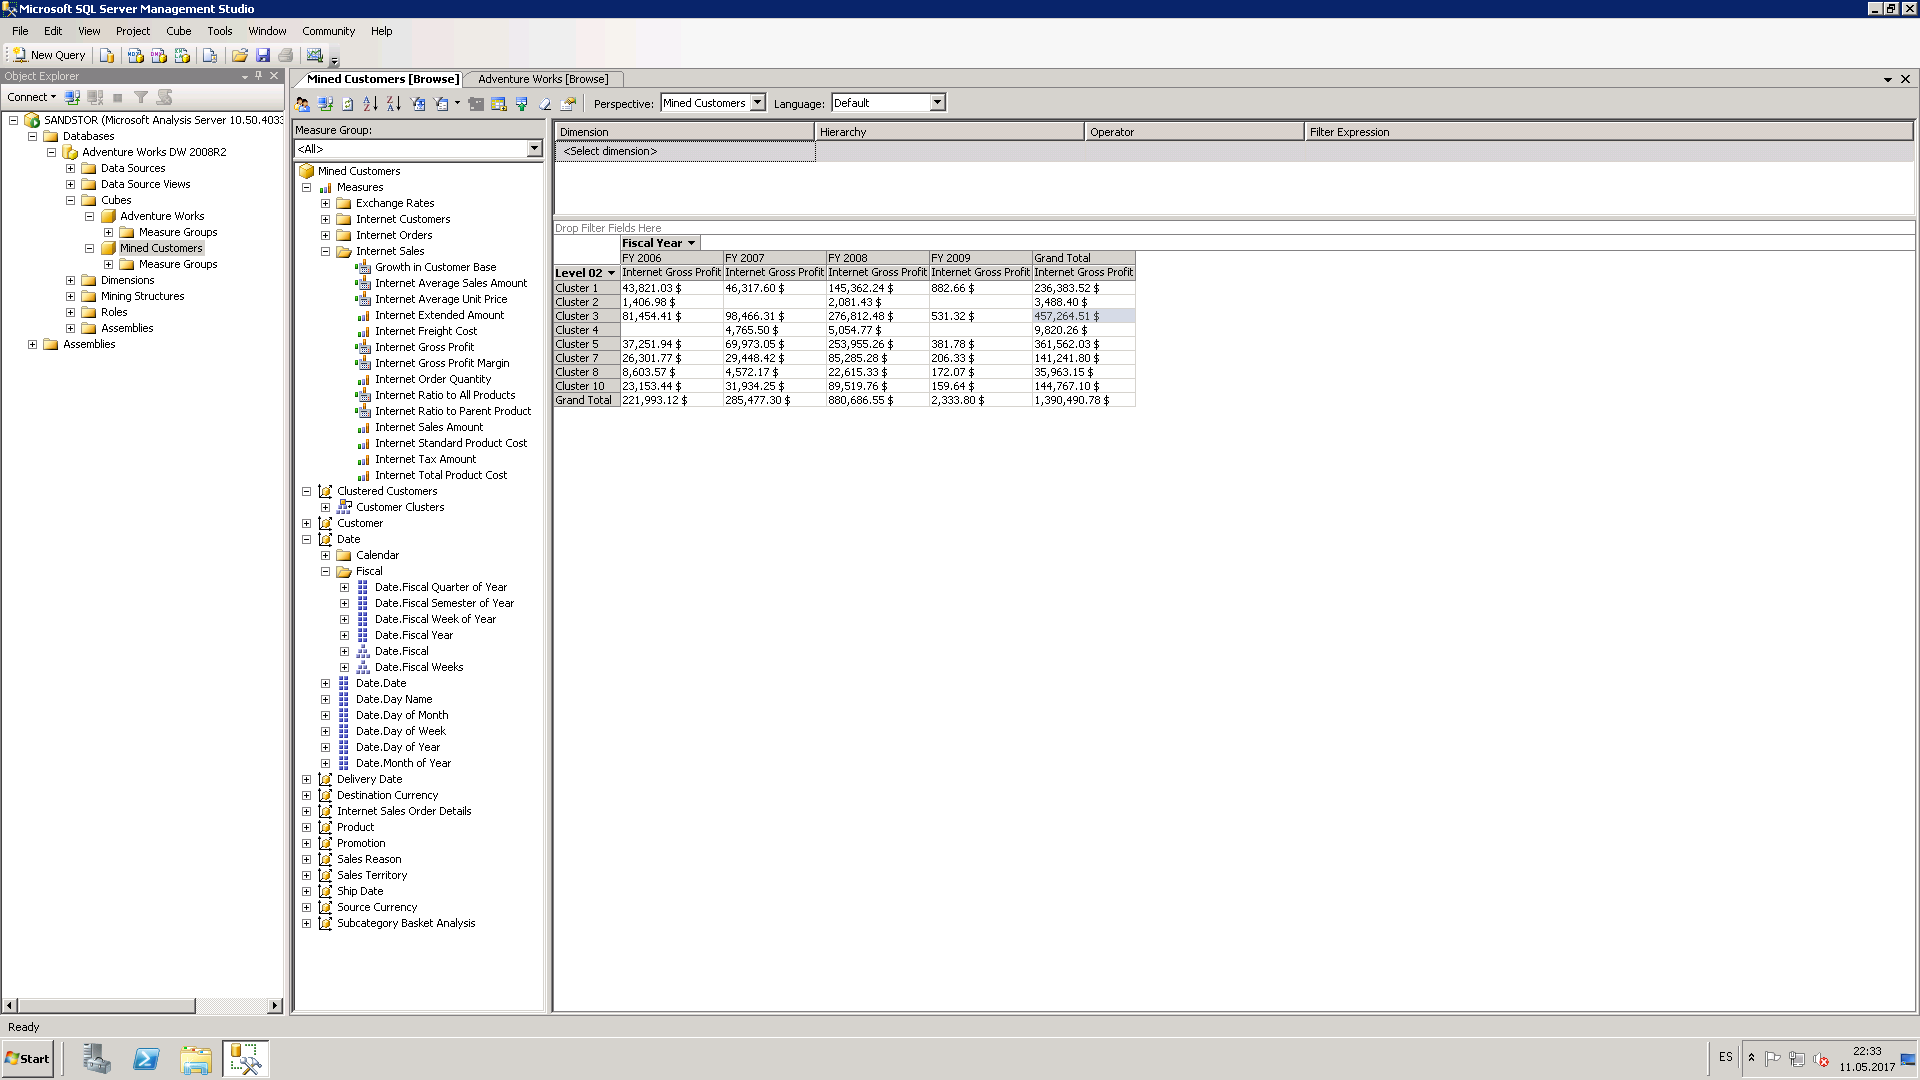 Microsoft SQL Server Management Studio
File Edit View Project Cube Tools Window Community Help
New Query
Object Explorer
Connect
SANDSTOR (Microsoft Analysis Server 10.50.4033
Databases
Adventure Works DW 2008R2
Data Sources
Data Source Views
Cubes
Adventure Works
Measure Groups
Mined Customers
Measure Groups
Dimensions
Mining Structures
Roles
Assemblies
Assemblies
Mined Customers [Browse] Adventure Works [Browse]
Perspective: Mined Customers Language: Default
Measure Group:
<All>
Mined Customers
Measures
Exchange Rates
Internet Customers
Internet Orders
Internet Sales
Growth in Customer Base
Internet Average Sales Amount
Internet Average Unit Price
Internet Extended Amount
Internet Freight Cost
Internet Gross Profit
Internet Gross Profit Margin
Internet Order Quantity
Internet Ratio to All Products
Internet Ratio to Parent Product
Internet Sales Amount
Internet Standard Product Cost
Internet Tax Amount
Internet Total Product Cost
Clustered Customers
Customer Clusters
Customer
Date
Calendar
Fiscal
Date.Fiscal Quarter of Year
Date.Fiscal Semester of Year
Date.Fiscal Week of Year
Date.Fiscal Year
Date.Fiscal
Date.Fiscal Weeks
Date.Date
Date.Day Name
Date.Day of Month
Date.Day of Week
Date.Day of Year
Date.Month of Year
Delivery Date
Destination Currency
Internet Sales Order Details
Product
Promotion
Sales Reason
Sales Territory
Ship Date
Source Currency
Subcategory Basket Analysis
Dimension Hierarchy Operator Filter Expression
<Select dimension>
Drop Filter Fields Here
Fiscal Year
FY 2006 FY 2007 FY 2008 FY 2009 Grand Total
Level 02 Internet Gross Profit Internet Gross Profit Internet Gross Profit Internet Gross Profit Internet Gross Profit
Cluster 1 43,821.03 $ 46,317.60 $ 145,362.24 $ 882.66 $ 236,383.52 $
Cluster 2 1,406.98 $ 2,081.43 $ 3,488.40 $
Cluster 3 81,454.41 $ 98,466.31 $ 276,812.48 $ 531.32 $ 457,264.51 $
Cluster 4 4,765.50 $ 5,054.77 $ 9,820.26 $
Cluster 5 37,251.94 $ 69,973.05 $ 253,955.26 $ 381.78 $ 361,562.03 $
Cluster 7 26,301.77 $ 29,448.42 $ 85,285.28 $ 206.33 $ 141,241.80 $
Cluster 8 8,603.57 $ 4,572.17 $ 22,615.33 $ 172.07 $ 35,963.15 $
Cluster 10 23,153.44 $ 31,934.25 $ 89,519.76 $ 159.64 $ 144,767.10 $
Grand Total 221,993.12 $ 285,477.30 $ 880,686.55 $ 2,333.80 $ 1,390,490.78 $
Ready
Start
ES
22:33
11.05.2017